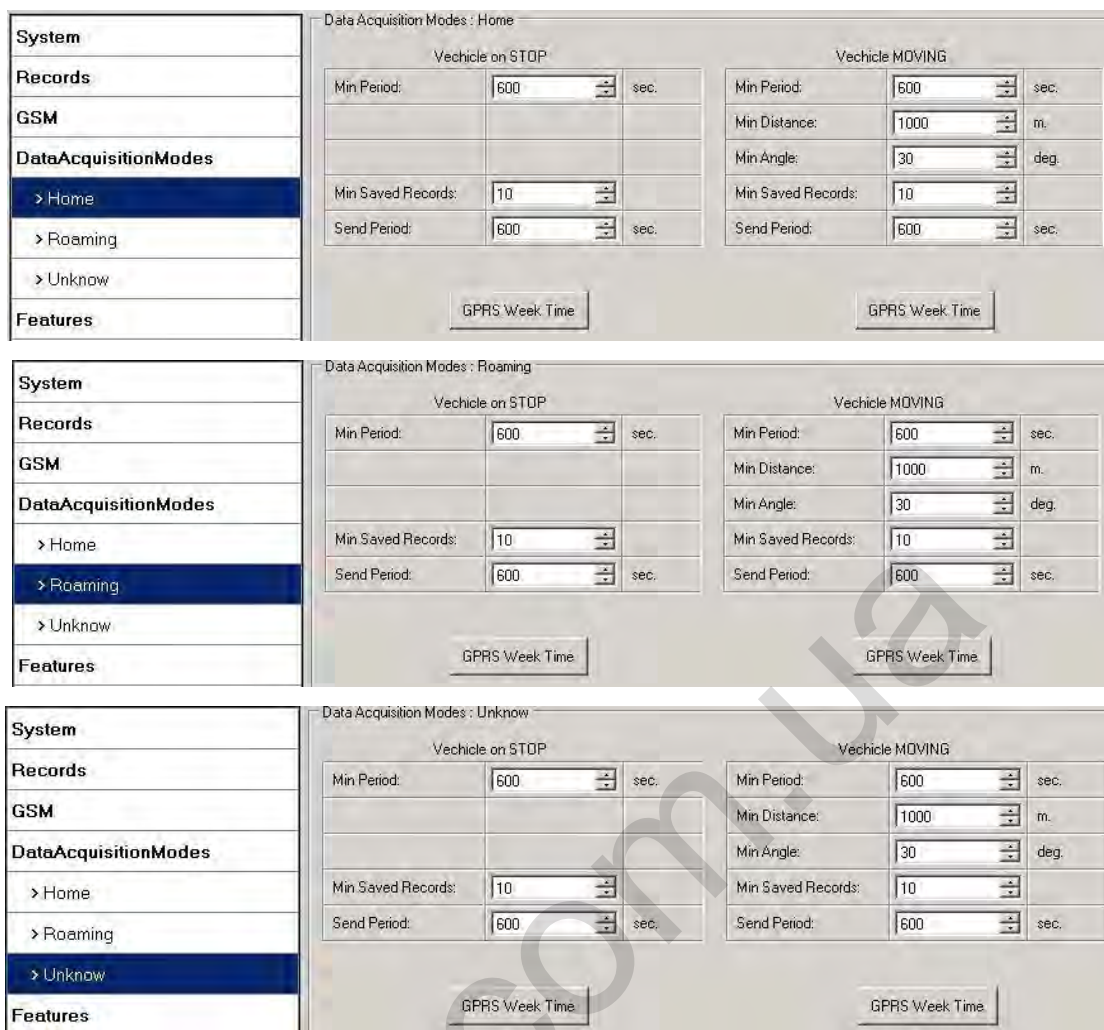 System
Records
GSM
DataAcquisitionModes
> Home
> Roaming
> Unknow
Features
Data Acquisition Modes : Home
Vechicle on STOP
Min Period: 600 sec.
Min Saved Records: 10
Send Period: 600 sec.
GPRS Week Time
Vechicle MOVING
Min Period: 600 sec.
Min Distance: 1000 m.
Min Angle: 30 deg.
Min Saved Records: 10
Send Period: 600 sec.
GPRS Week Time
System
Records
GSM
DataAcquisitionModes
> Home
> Roaming
> Unknow
Features
Data Acquisition Modes : Roaming
Vechicle on STOP
Min Period: 600 sec.
Min Saved Records: 10
Send Period: 600 sec.
GPRS Week Time
Vechicle MOVING
Min Period: 600 sec.
Min Distance: 1000 m.
Min Angle: 30 deg.
Min Saved Records: 10
Send Period: 600 sec.
GPRS Week Time
System
Records
GSM
DataAcquisitionModes
> Home
> Roaming
> Unknow
Features
Data Acquisition Modes : Unknow
Vechicle on STOP
Min Period: 600 sec.
Min Saved Records: 10
Send Period: 600 sec.
GPRS Week Time
Vechicle MOVING
Min Period: 600 sec.
Min Distance: 1000 m.
Min Angle: 30 deg.
Min Saved Records: 10
Send Period: 600 sec.
GPRS Week Time
com.ua